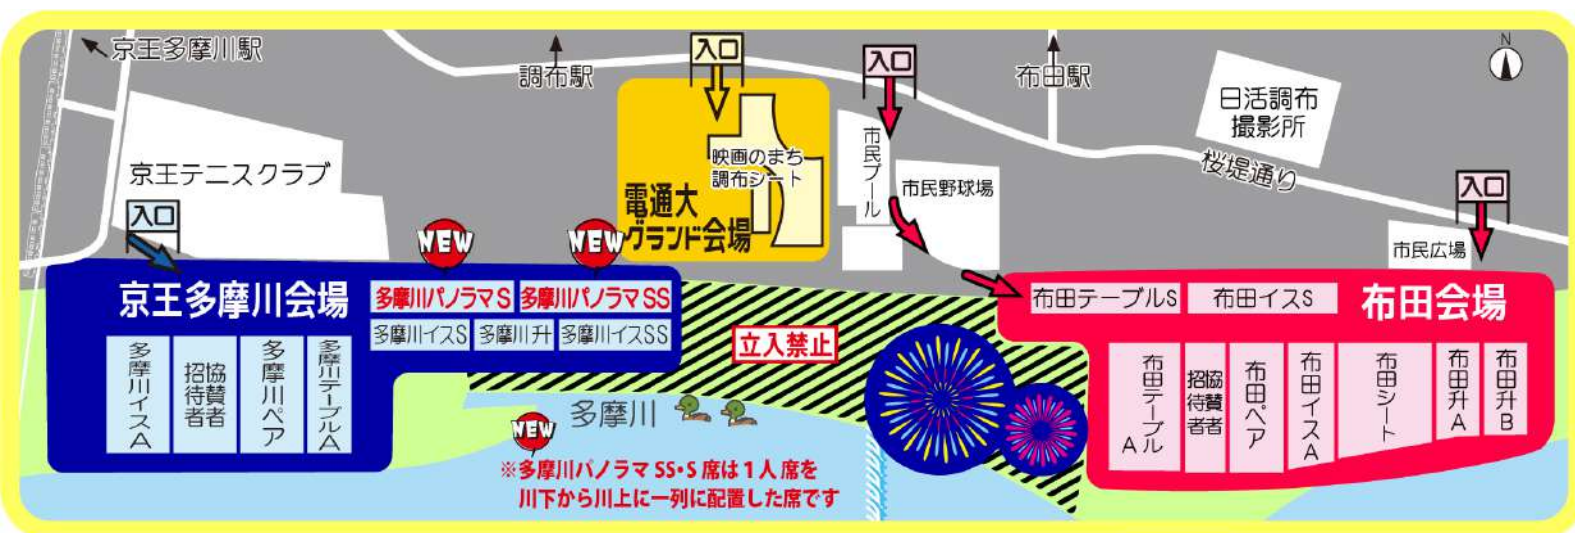 京王多摩川駅
調布駅
入口
入口
布田駅
N
日活調布
撮影所
桜堤通り
京王テニスクラブ
入口
映画のまち
調布シート
電通大
グランド会場
市民プール
市民野球場
入口
市民広場
NEW
NEW
京王多摩川会場
多摩川パノラマS
多摩川パノラマSS
多摩川イスS
多摩川升
多摩川イスSS
多摩川イスA
協賛者
招待者
多摩川ペア
多摩川テーブルA
立入禁止
多摩川
NEW
※多摩川パノラマ SS・S 席は1人席を
川下から川上に一列に配置した席です
布田テーブルS
布田イスS
布田会場
布田テーブル
A
協賛者
招待者
布田ペア
布田イスA
布田シート
布田升A
布田升B